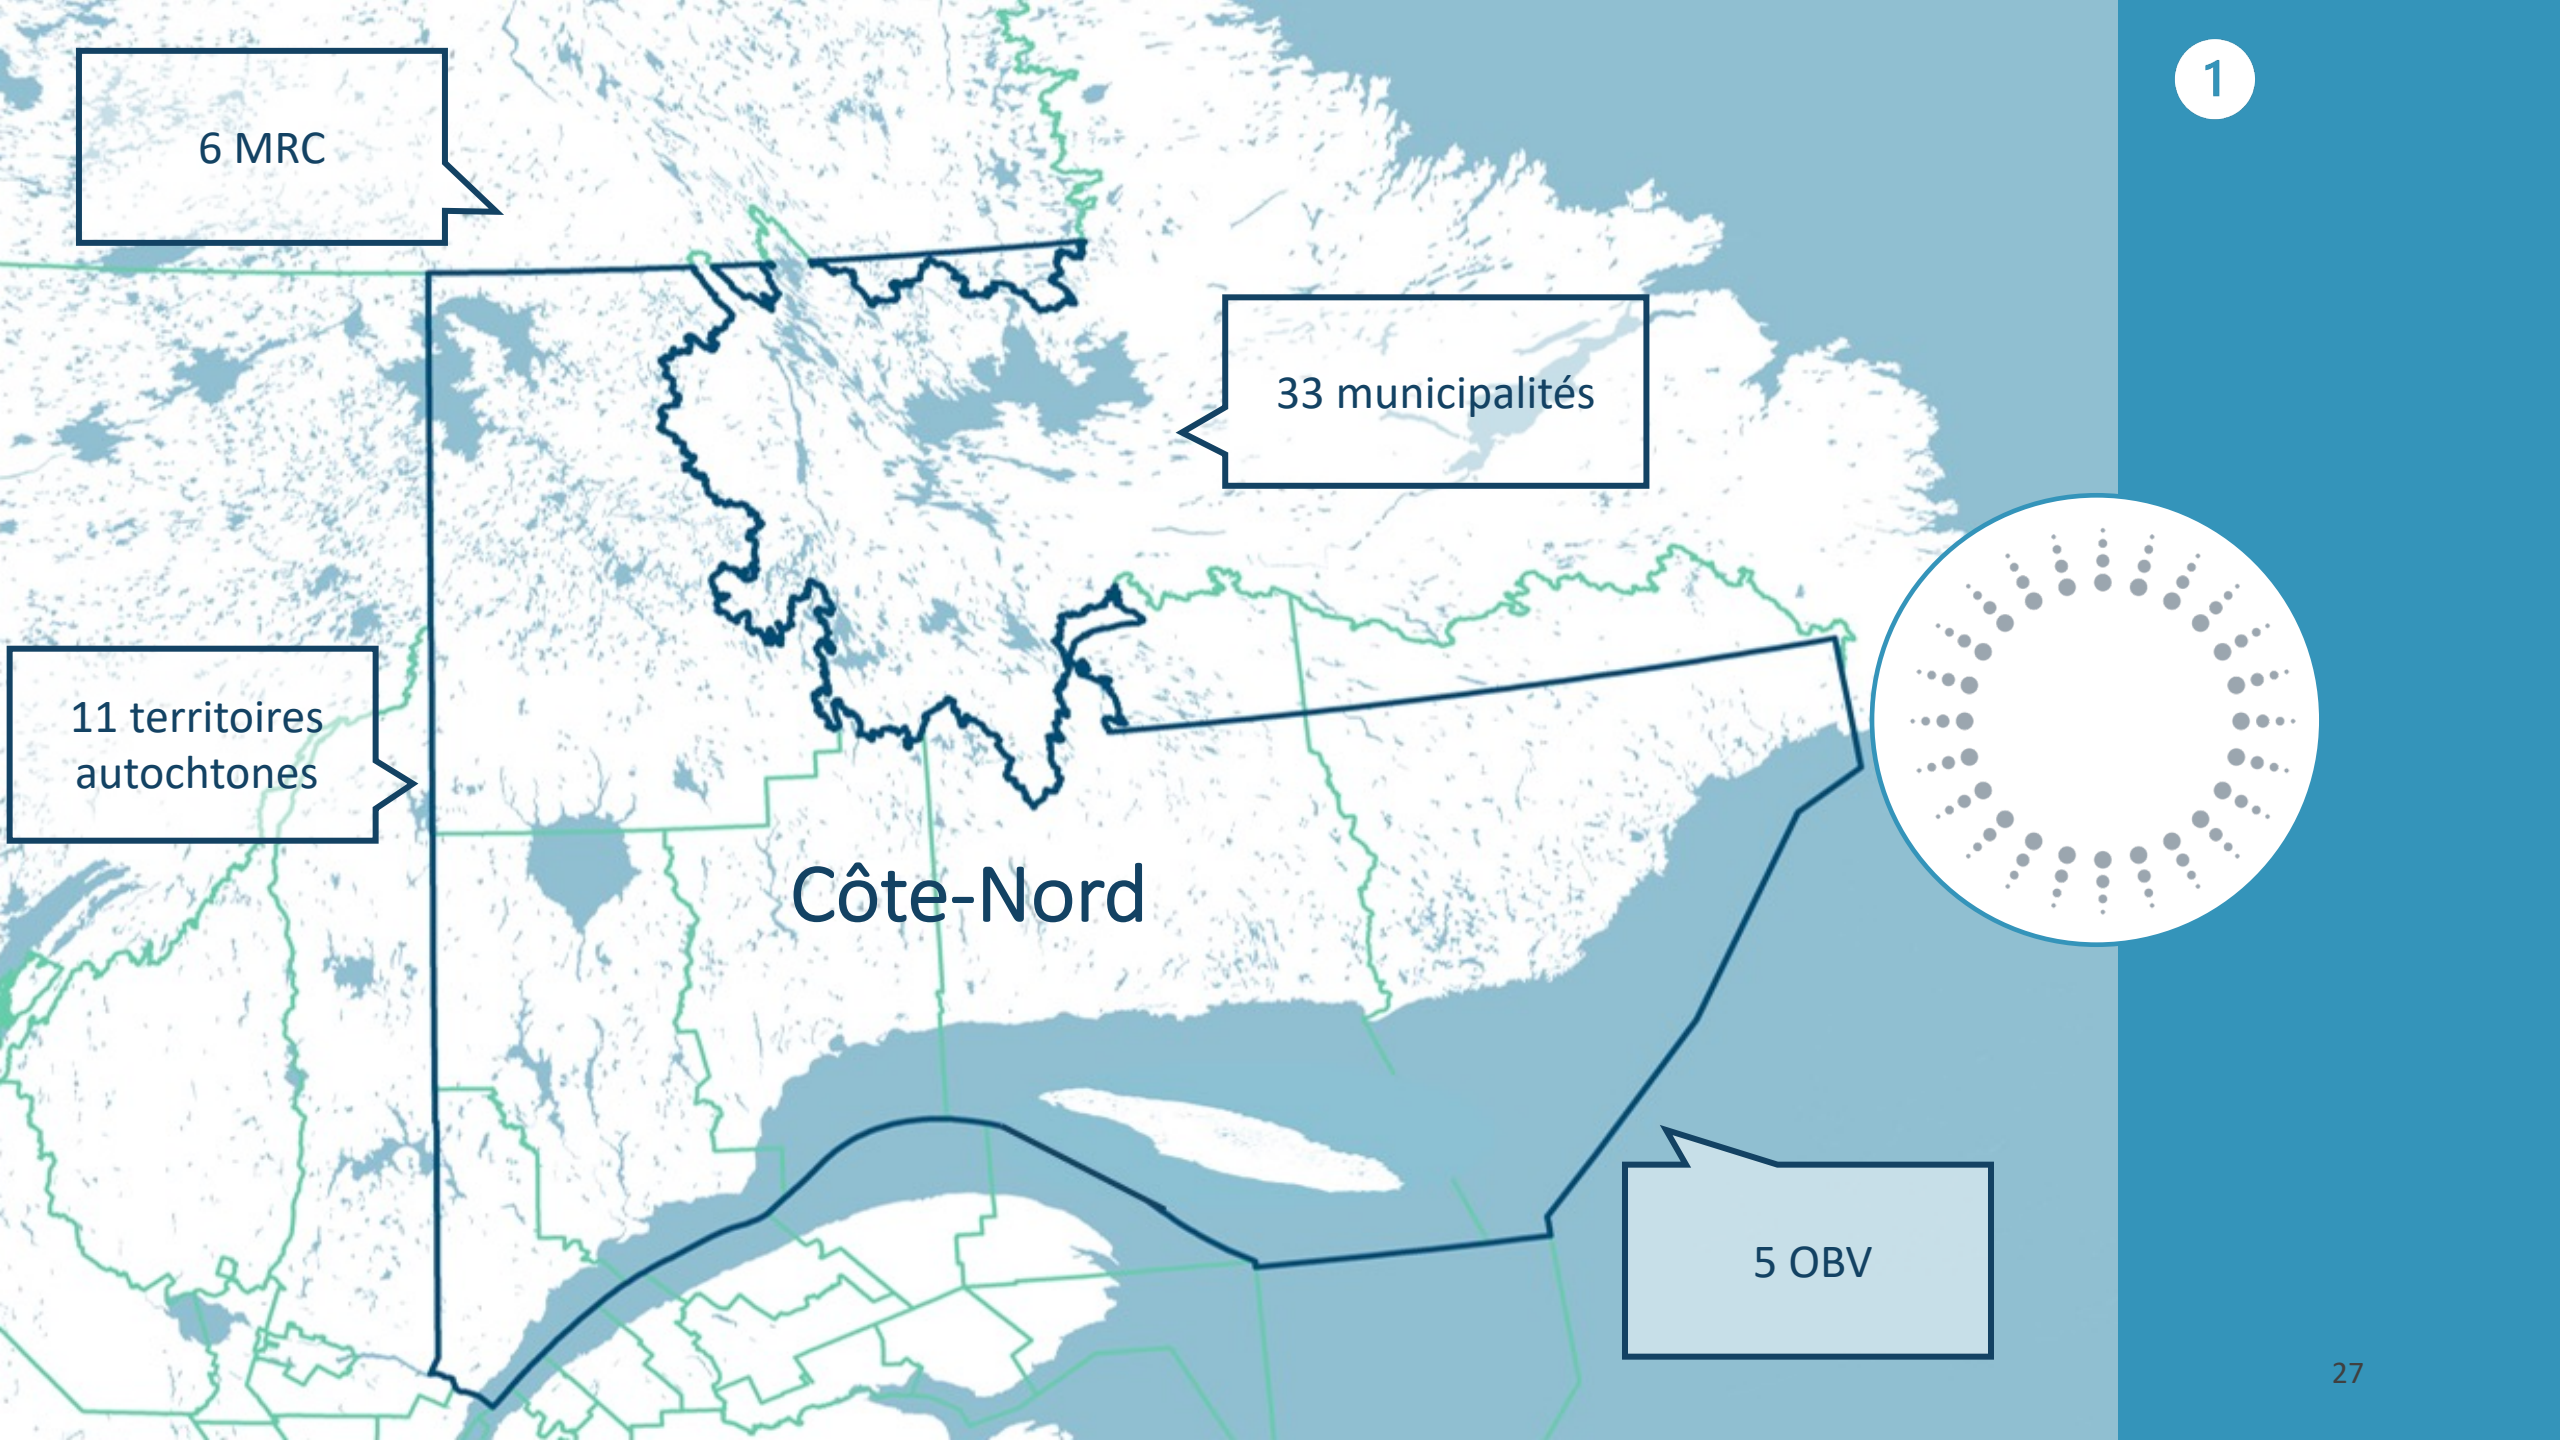 6 MRC
1
33 municipalités
11 territoires
autochtones
Côte-Nord
5 OBV
27